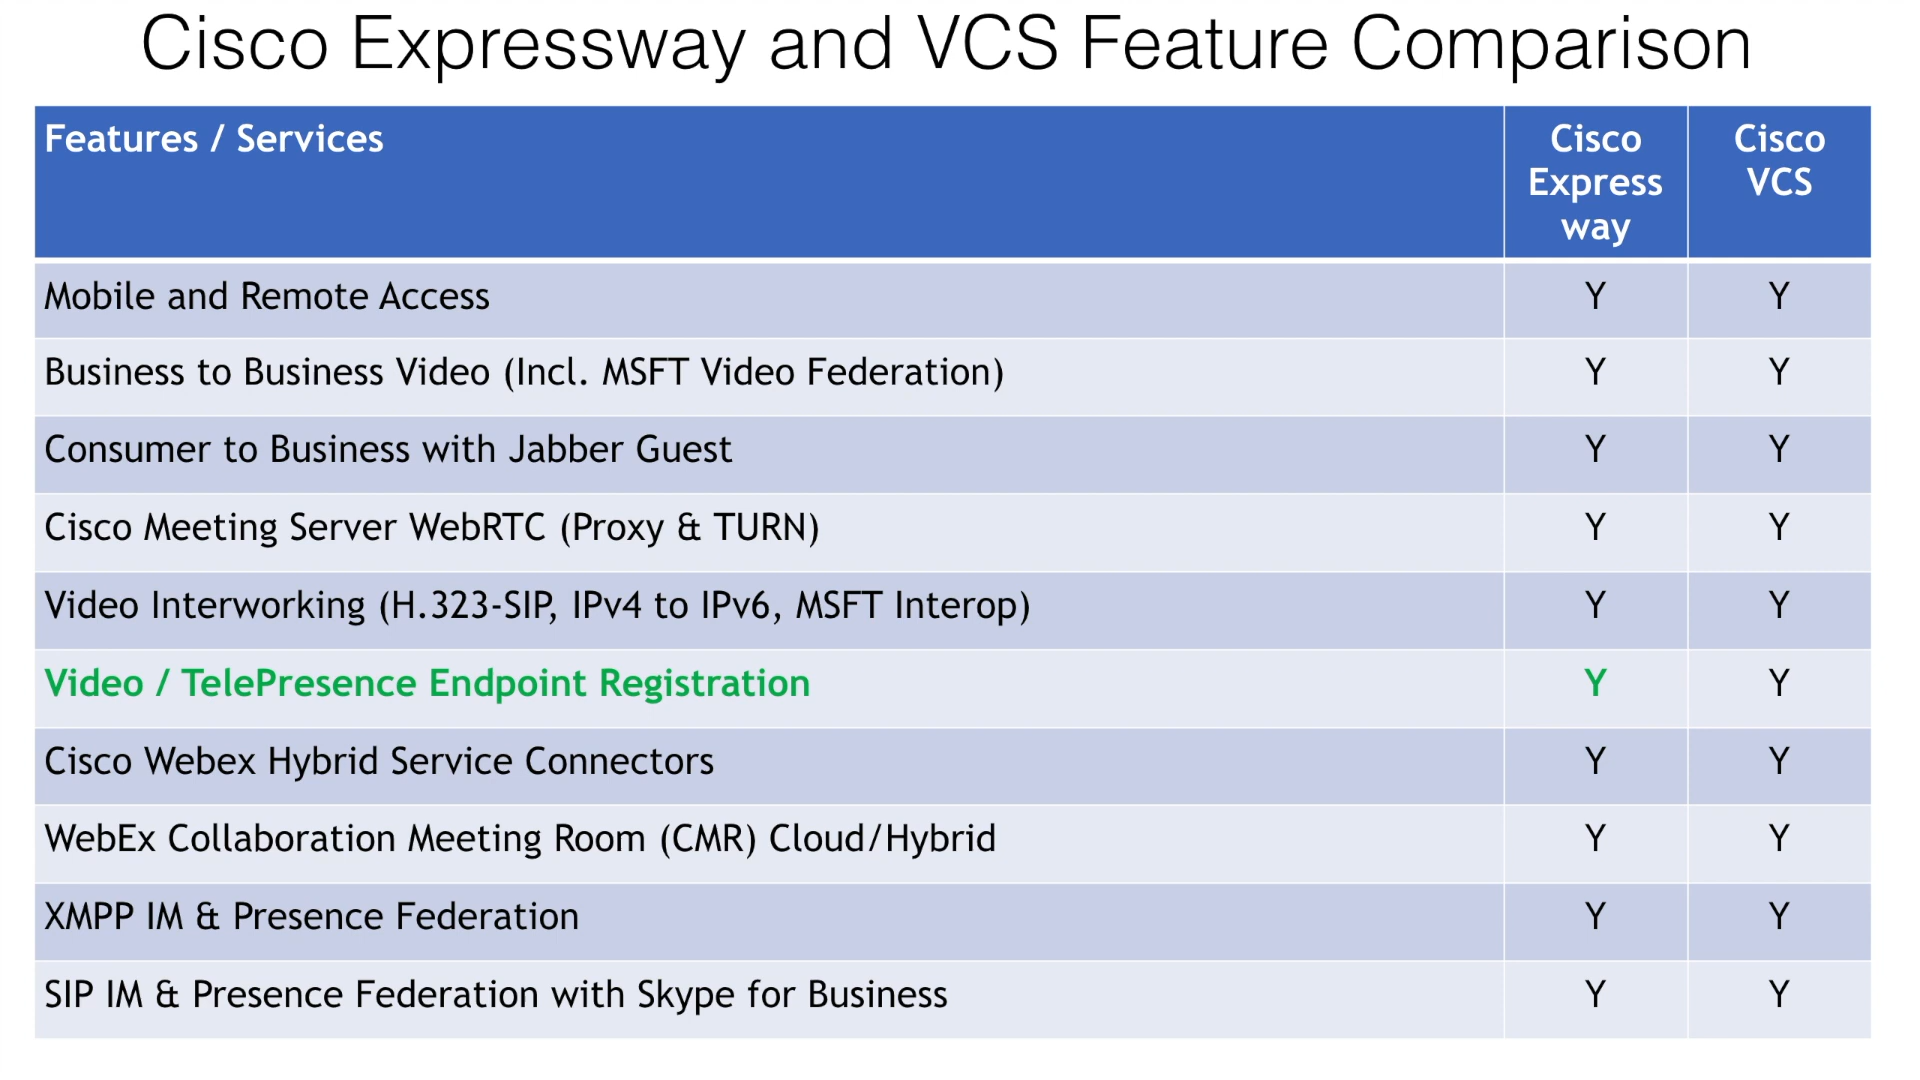 Cisco Expressway and VCS Feature Comparison
Features / Services
Cisco
Express
way
Cisco
VCS
Mobile and Remote Access Y Y
Business to Business Video (Incl. MSFT Video Federation) Y Y
Consumer to Business with Jabber Guest Y Y
Cisco Meeting Server WebRTC (Proxy & TURN) Y Y
Video Interworking (H.323-SIP, IPv4 to IPv6, MSFT Interop) Y Y
Video / TelePresence Endpoint Registration Y Y
Cisco Webex Hybrid Service Connectors Y Y
WebEx Collaboration Meeting Room (CMR) Cloud/Hybrid Y Y
XMPP IM & Presence Federation Y Y
SIP IM & Presence Federation with Skype for Business Y Y